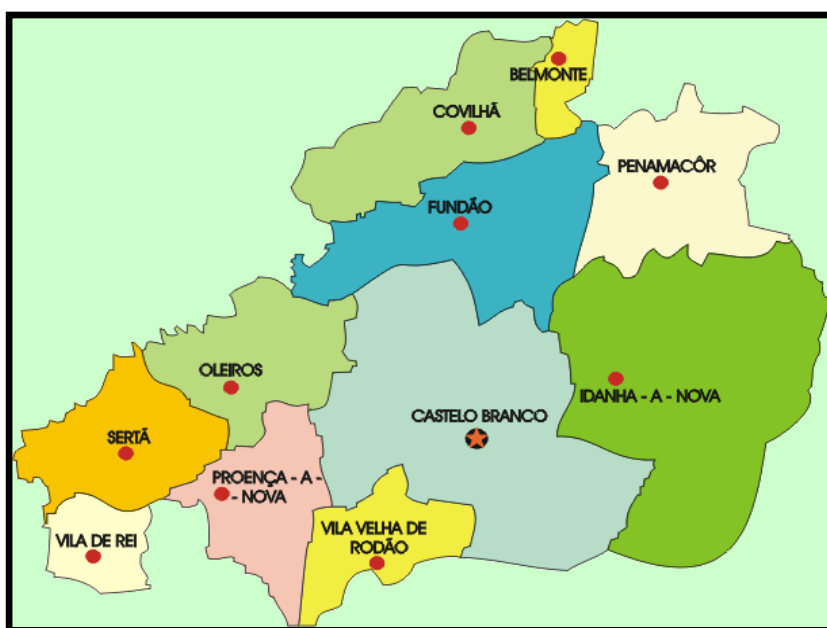 BELMONTE
COVILHÃ
PENAMACÔR
FUNDÃO
OLEIROS
IDANHA - A - NOVA
CASTELO BRANCO
SERTÃ
PROENÇA - A -
- NOVA
VILA VELHA DE
RODÃO
VILA DE REI